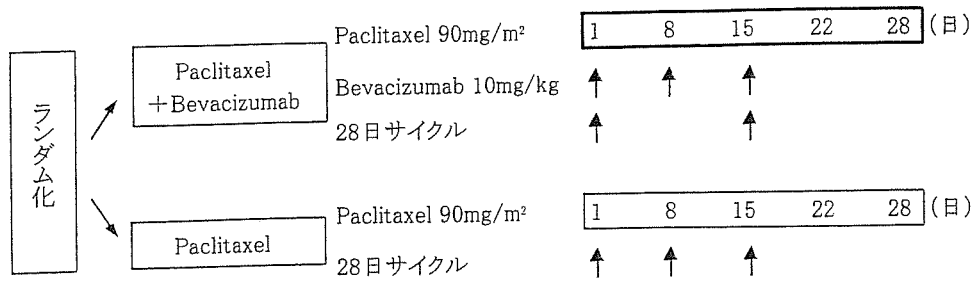 ランダム化
Paclitaxel
+Bevacizumab
Paclitaxel 90mg/m²
Bevacizumab 10mg/kg
28日サイクル
1 8 15 22 28 (日)
Paclitaxel
Paclitaxel 90mg/m²
28日サイクル
1 8 15 22 28 (日)